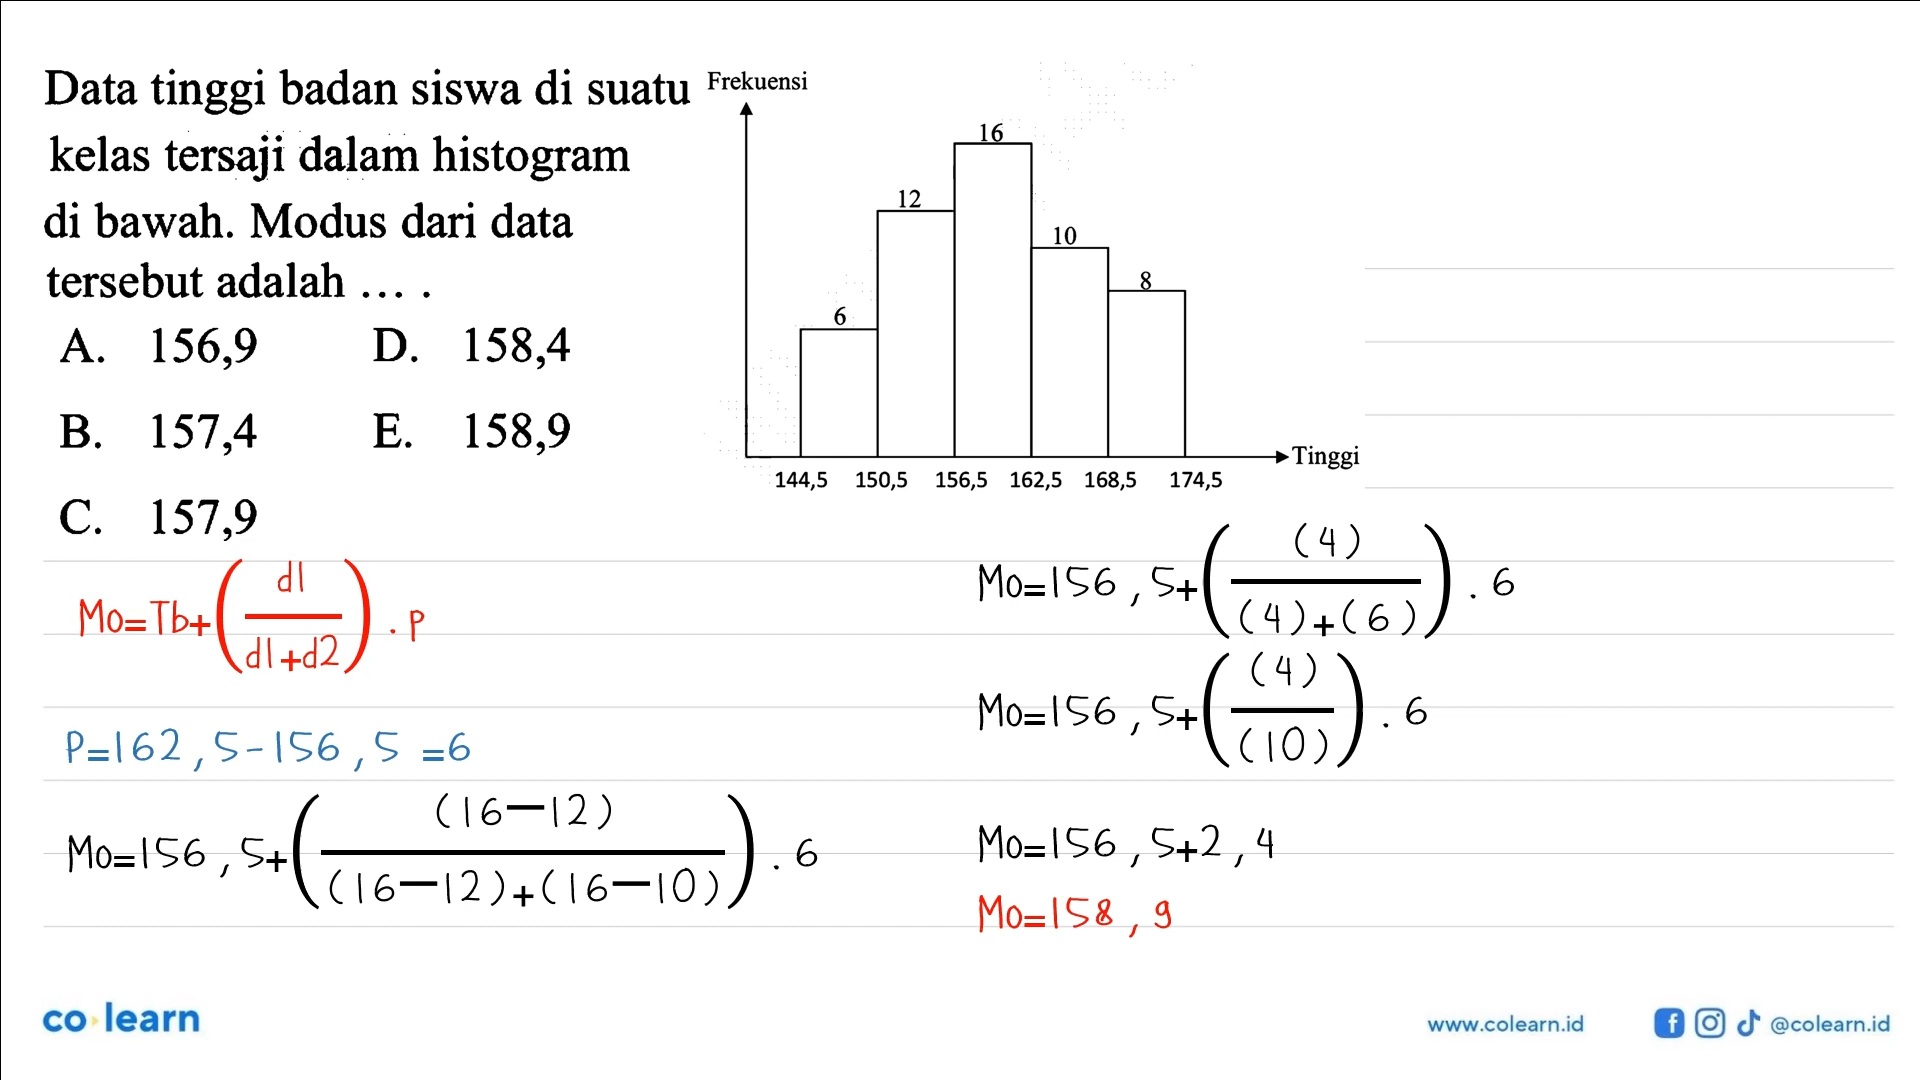 Data tinggi badan siswa di suatu
kelas tersaji dalam histogram
di bawah. Modus dari data
tersebut adalah ... .
A. 156,9 D. 158,4
B. 157,4 E. 158,9
C. 157,9
Frekuensi
16
12
10
8
6
Tinggi
144,5 150,5 156,5 162,5 168,5 174,5
Mo=Tb+(d1/(d1+d2)).p
P=162,5-156,5=6
Mo=156,5+((16-12)/((16-12)+(16-10))).6
Mo=156,5+((4)/((4)+(6))).6
Mo=156,5+((4)/(10)).6
Mo=156,5+2,4
Mo=158,9
co learn
www.colearn.id @colearn.id